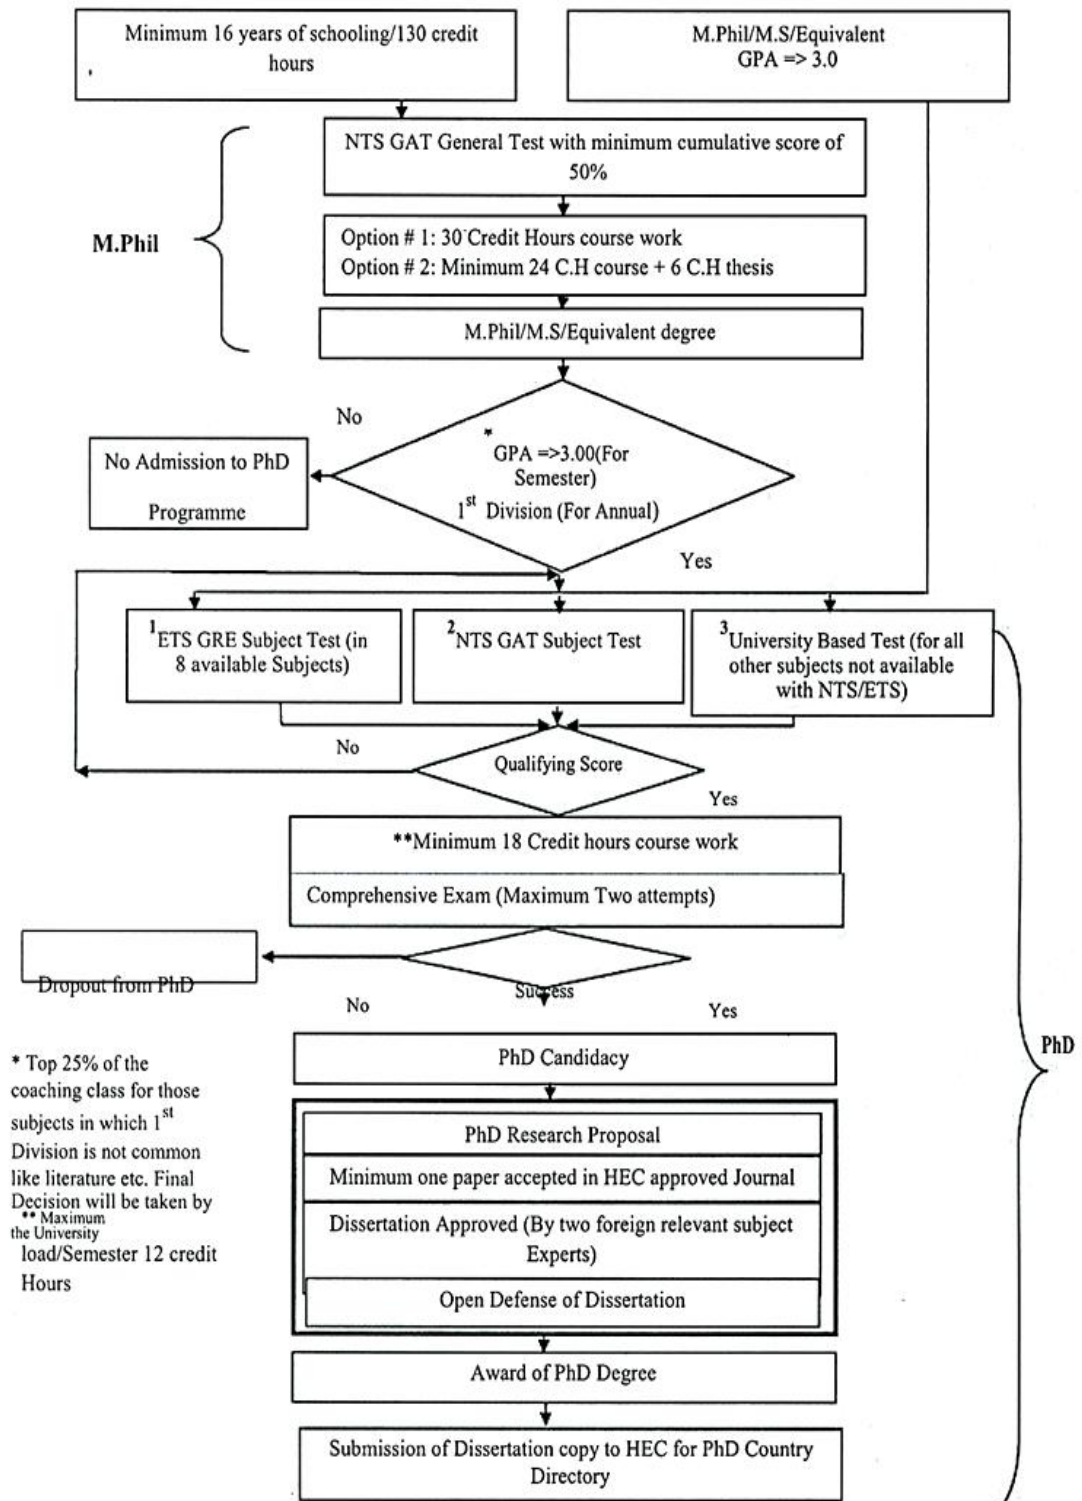 Minimum 16 years of schooling/130 credit
hours
M.Phil/M.S/Equivalent
GPA => 3.0
NTS GAT General Test with minimum cumulative score of
50%
M.Phil
Option # 1: 30 Credit Hours course work
Option # 2: Minimum 24 C.H course + 6 C.H thesis
M.Phil/M.S/Equivalent degree
No
*
GPA =>3.00(For
Semester)
1st Division (For Annual)
No Admission to PhD
Programme
Yes
1ETS GRE Subject Test (in
8 available Subjects)
2NTS GAT Subject Test
3University Based Test (for all
other subjects not available
with NTS/ETS)
No
Qualifying Score
Yes
**Minimum 18 Credit hours course work
Comprehensive Exam (Maximum Two attempts)
Dropout from PhD
Success
No
Yes
PhD
PhD Candidacy
* Top 25% of the
coaching class for those
subjects in which 1st
Division is not common
like literature etc. Final
Decision will be taken by
** Maximum
the University
load/Semester 12 credit
Hours
PhD Research Proposal
Minimum one paper accepted in HEC approved Journal
Dissertation Approved (By two foreign relevant subject
Experts)
Open Defense of Dissertation
Award of PhD Degree
Submission of Dissertation copy to HEC for PhD Country
Directory